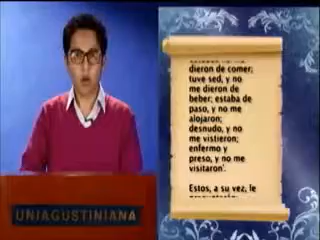 dieron de comer;
tuve sed, y no
me dieron de
beber; estaba de
paso, y no me
alojaron;
desnudo, y no
me vistieron;
enfermo y
preso, y no me
visitaron'.
Estos, a su vez, le
UNIAGUSTINIANA